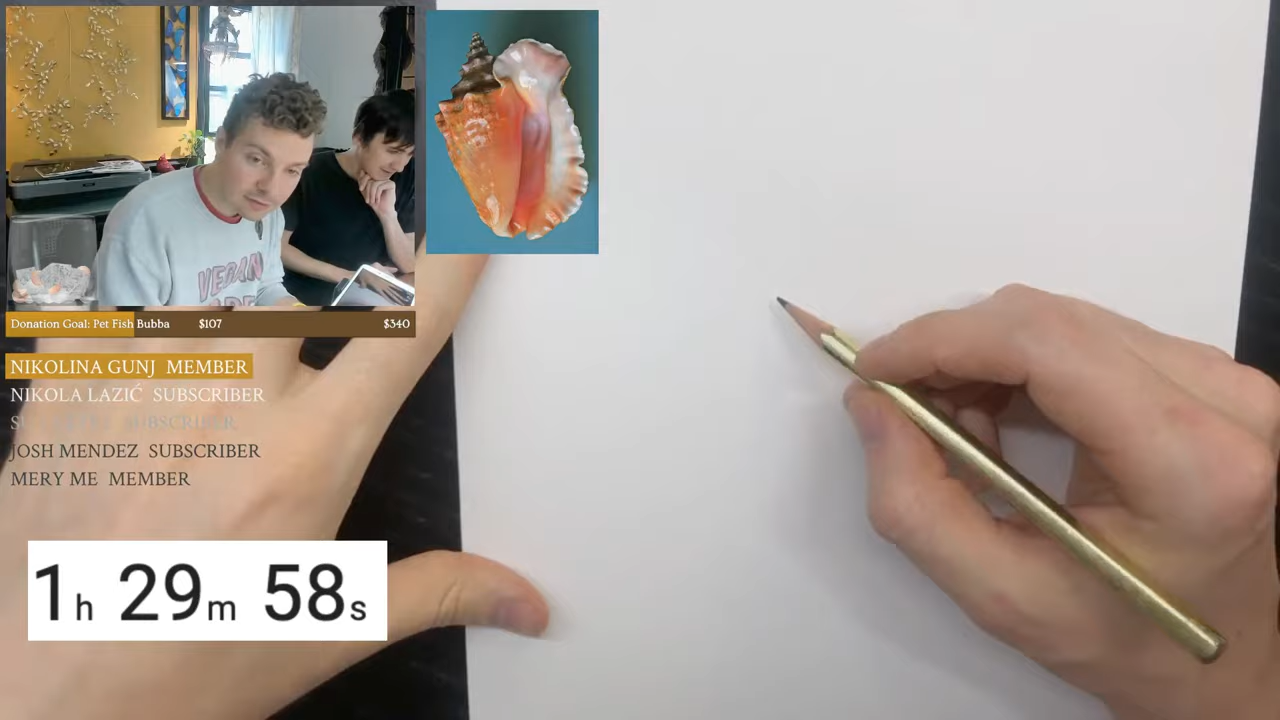 VEGAN
Donation Goal: Pet Fish Bubba $107 $340
NIKOLINA GUNJ MEMBER
NIKOLA LAZIĆ SUBSCRIBER
SUBSCRIBER
JOSH MENDEZ SUBSCRIBER
MERY ME MEMBER
1h 29m 58s